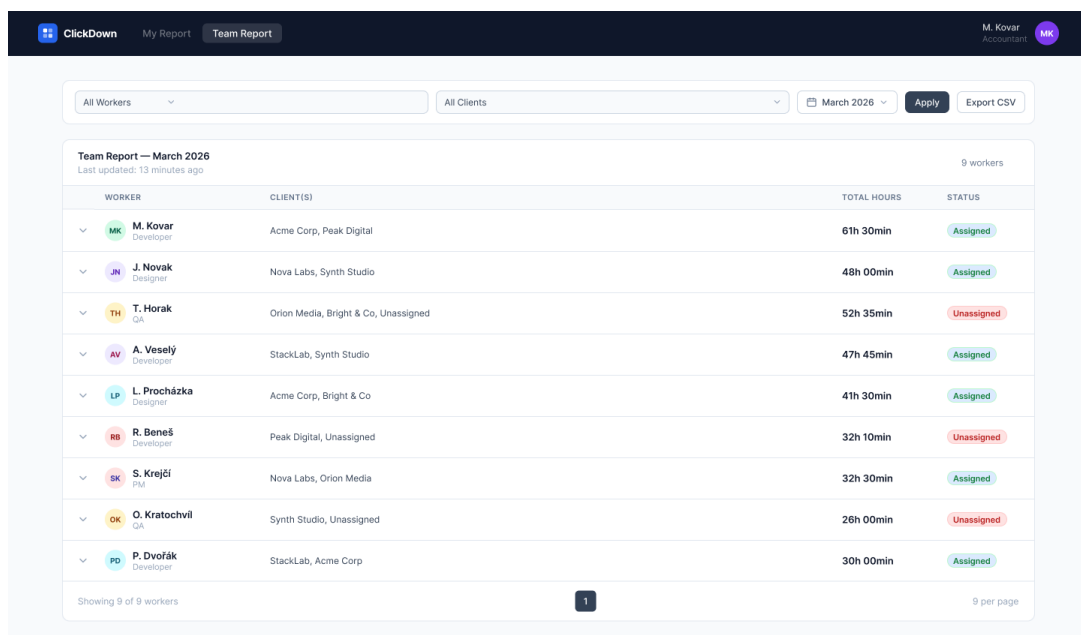 ClickDown My Report Team Report M. Kovar
Accountant MK
All Workers All Clients March 2026 Apply Export CSV
Team Report — March 2026
Last updated: 13 minutes ago
9 workers
WORKER CLIENT(S) TOTAL HOURS STATUS
MK M. Kovar Acme Corp, Peak Digital 61h 30min Assigned
Developer
JN J. Novak Nova Labs, Synth Studio 48h 00min Assigned
Designer
TH T. Horak Orion Media, Bright & Co, Unassigned 52h 35min Unassigned
QA
AV A. Veselý StackLab, Synth Studio 47h 45min Assigned
Developer
LP L. Procházka Acme Corp, Bright & Co 41h 30min Assigned
Designer
RB R. Beneš Peak Digital, Unassigned 32h 10min Unassigned
Developer
SK S. Krejčí Nova Labs, Orion Media 32h 30min Assigned
PM
OK O. Kratochvíl Synth Studio, Unassigned 26h 00min Unassigned
QA
PD P. Dvořák StackLab, Acme Corp 30h 00min Assigned
Developer
Showing 9 of 9 workers 1 9 per page